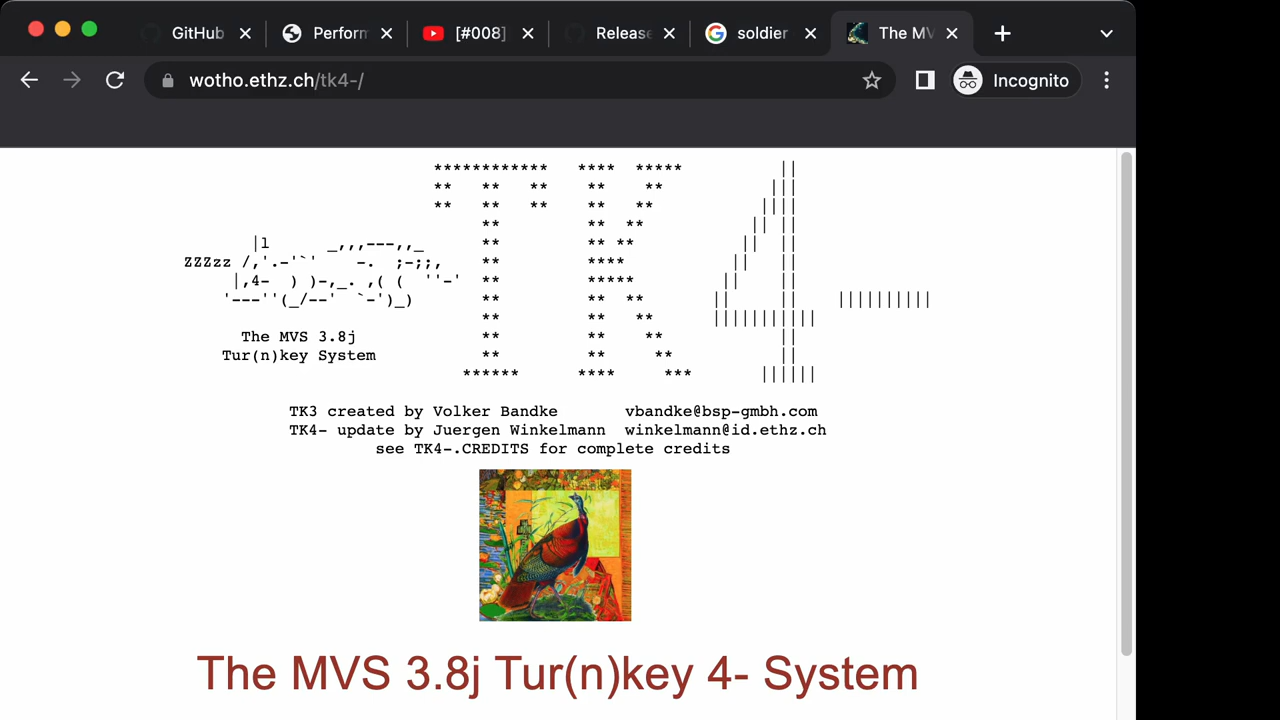 GitHub
Perform
[#008]
Release
soldier
The MV
wotho.ethz.ch/tk4-/
Incognito
TK4-
ZZZzz
The MVS 3.8j
Tur(n)key System
TK3 created by Volker Bandke vbandke@bsp-gmbh.com
TK4- update by Juergen Winkelmann winkelmann@id.ethz.ch
see TK4-.CREDITS for complete credits
The MVS 3.8j Tur(n)key 4- System